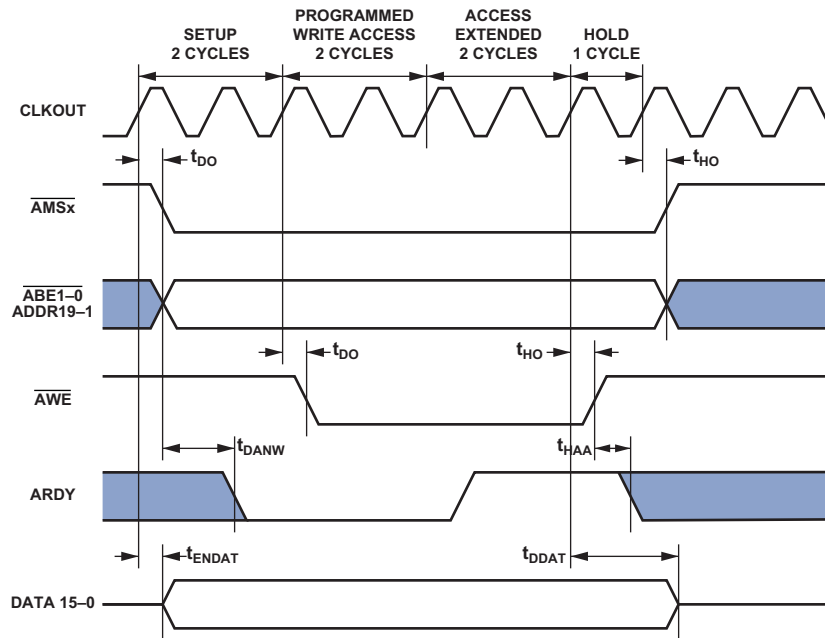 SETUP
2 CYCLES
PROGRAMMED
WRITE ACCESS
2 CYCLES
ACCESS
EXTENDED
2 CYCLES
HOLD
1 CYCLE
CLKOUT
tDO
tHO
AMSx
ABE1–0
ADDR19–1
tDO
tHO
AWE
tDANW
tHAA
ARDY
tENDAT
tDDAT
DATA 15–0